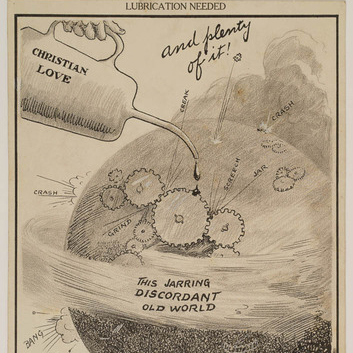 LUBRICATION NEEDED
and plenty
of it!
CHRISTIAN
LOVE
CREAK
CRASH
SCREECH
JAR
CRASH
GRIND
THIS JARRING
DISCORDANT
OLD WORLD
BANG